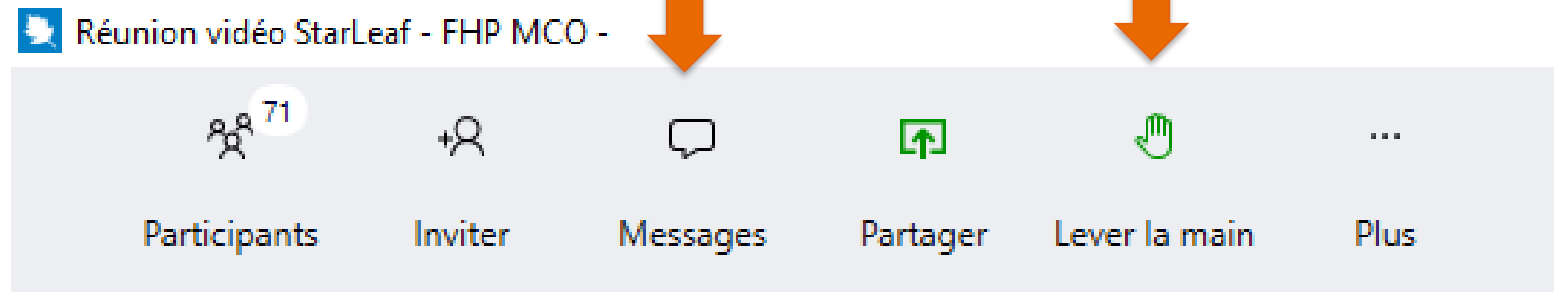 Réunion vidéo StarLeaf - FHP MCO -
71
Participants Inviter Messages Partager Lever la main Plus